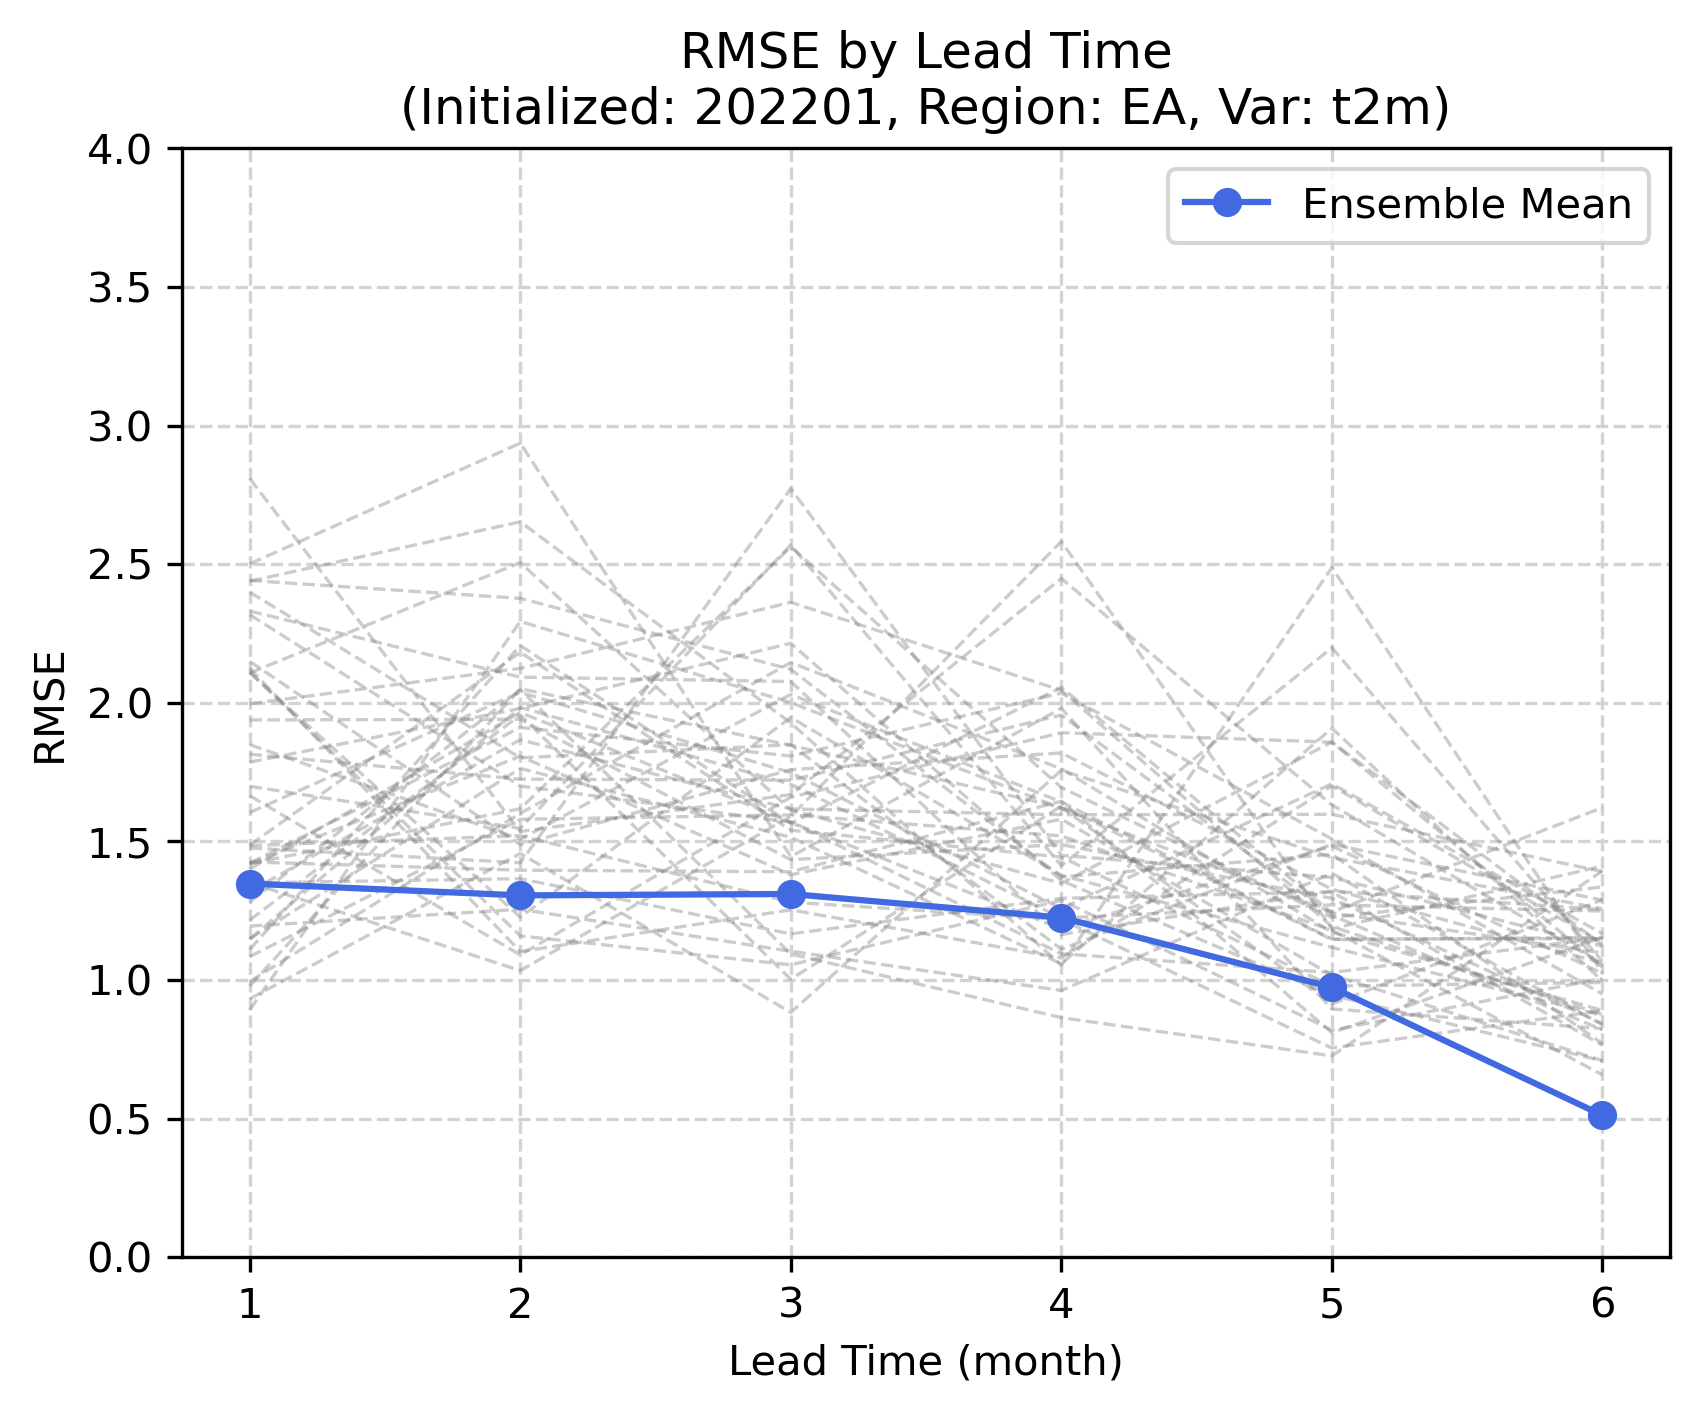 RMSE by Lead Time
(Initialized: 202201, Region: EA, Var: t2m)
Ensemble Mean
RMSE
4.0
3.5
3.0
2.5
2.0
1.5
1.0
0.5
0.0
1 2 3 4 5 6
Lead Time (month)